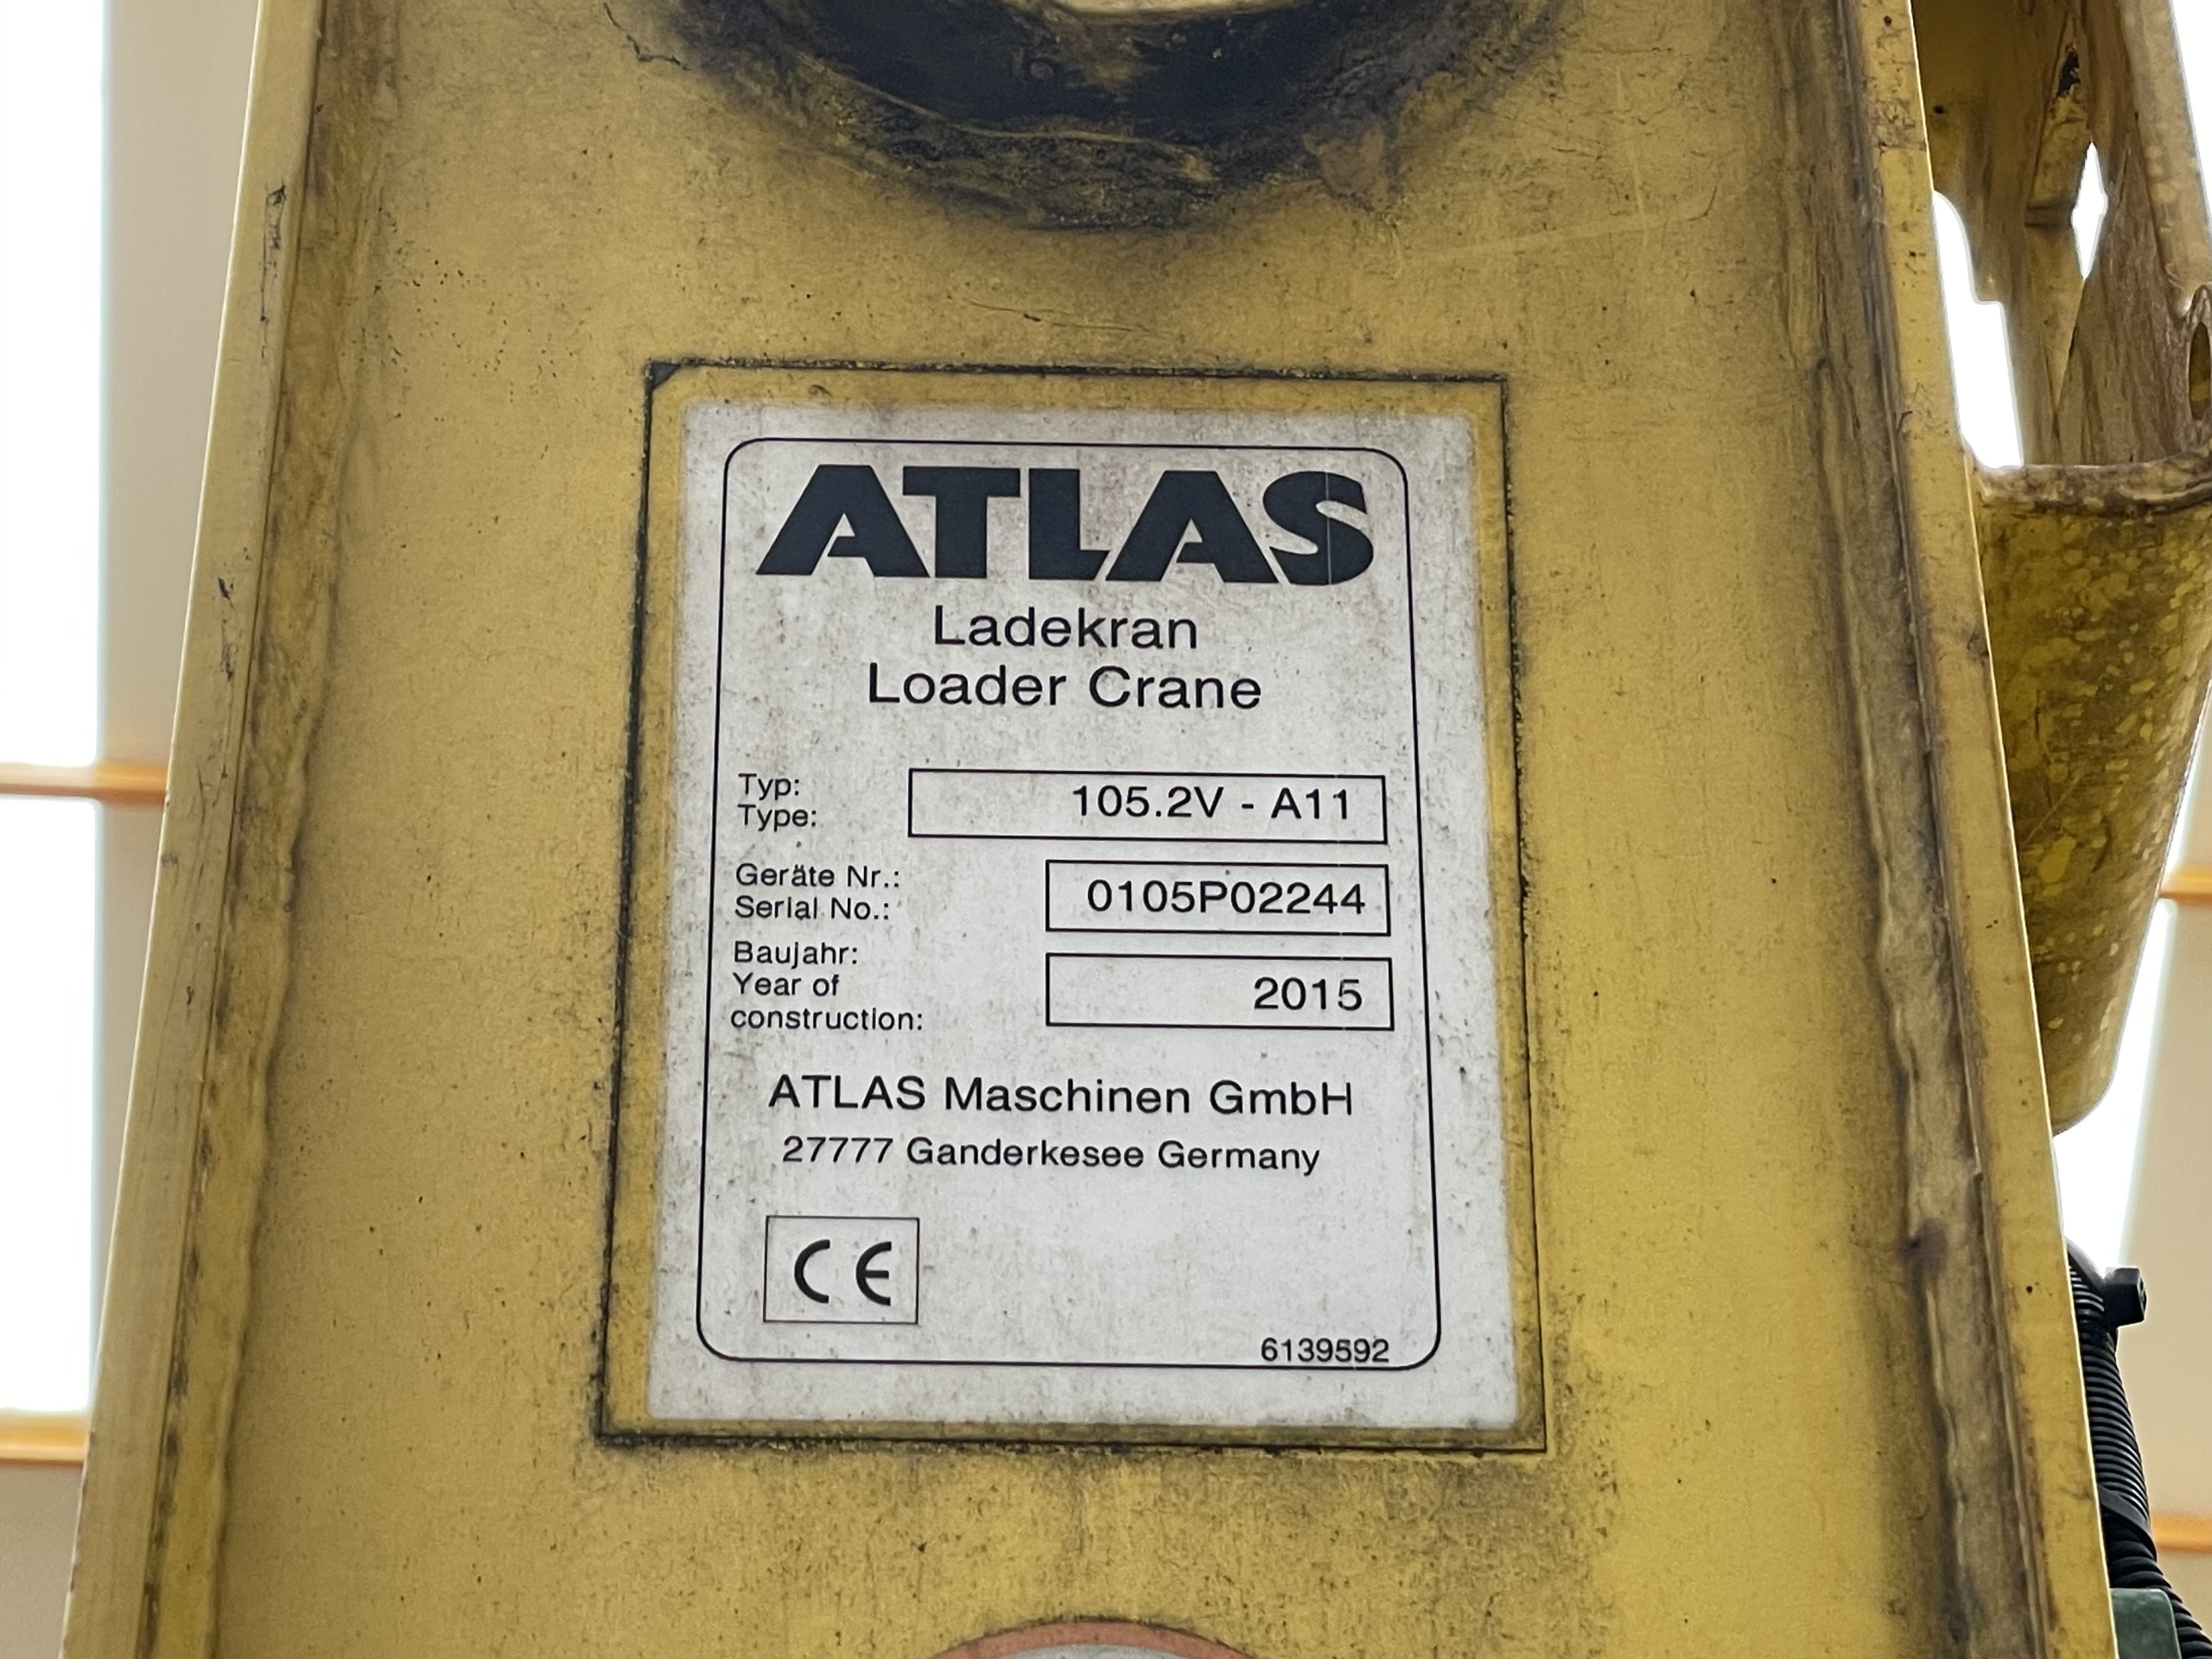 ATLAS
Ladekran
Loader Crane
Typ:
Type:
105.2V - A11
Geräte Nr.:
Serial No.:
0105P02244
Baujahr:
Year of
construction:
2015
ATLAS Maschinen GmbH
27777 Ganderkesee Germany
CE
6139592